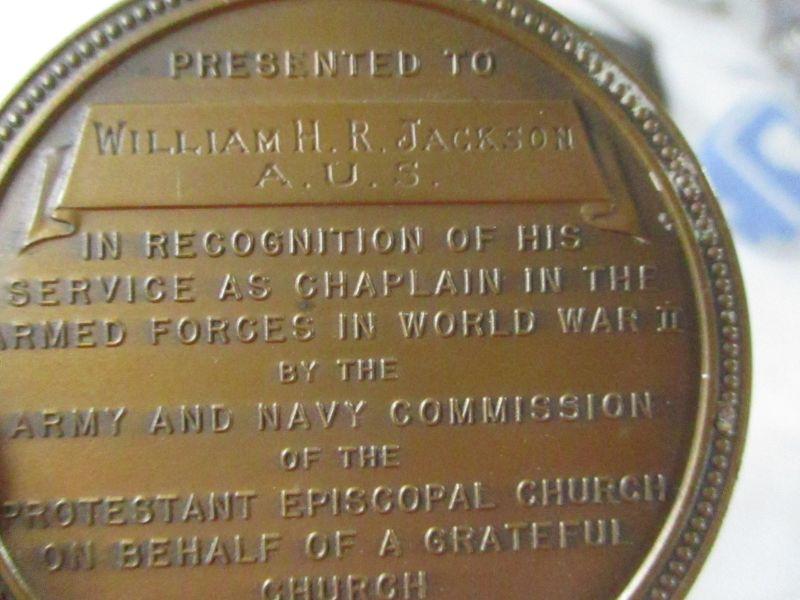 PRESENTED TO
WILLIAM H. R. JACKSON
A. U. S.
IN RECOGNITION OF HIS
SERVICE AS CHAPLAIN IN THE
ARMED FORCES IN WORLD WAR II
BY THE
ARMY AND NAVY COMMISSION
OF THE
PROTESTANT EPISCOPAL CHURCH
ON BEHALF OF A GRATEFUL
CHURCH